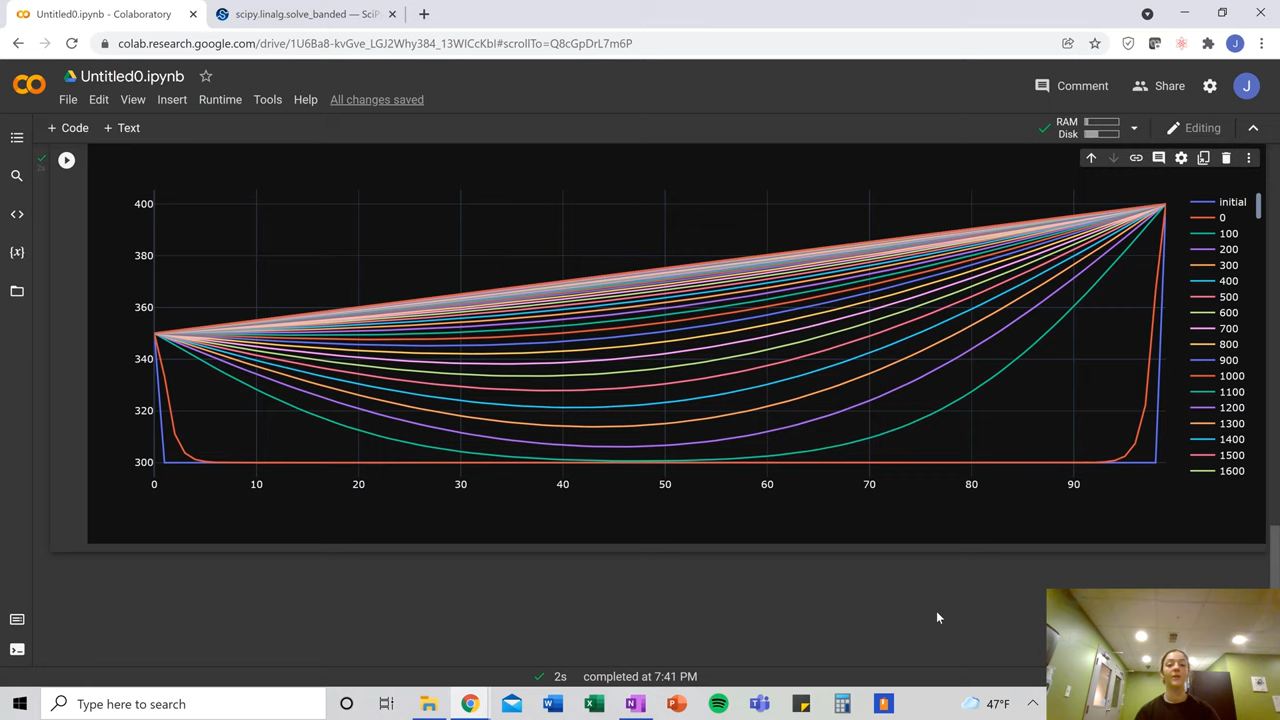 Untitled0.ipynb - Colaboratory
scipy.linalg.solve_banded — SciP
colab.research.google.com/drive/1U6Ba8-kvGve_LGJ2Why384_13WICcKbI#scrollTo=Q8cGpDrL7m6P
J
Untitled0.ipynb
Comment
Share
J
File Edit View Insert Runtime Tools Help All changes saved
+ Code + Text
RAM
Disk
Editing
{x}
2s
400
380
360
340
320
300
0 10 20 30 40 50 60 70 80 90
initial
0
100
200
300
400
500
600
700
800
900
1000
1100
1200
1300
1400
1500
1600
2s completed at 7:41 PM
Type here to search
47°F